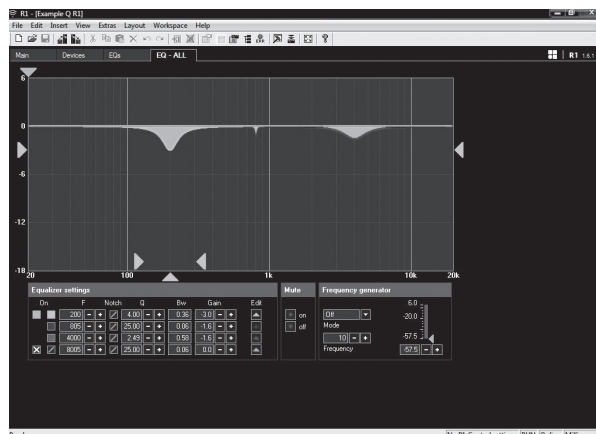 R1 - [Example Q R1]
File Edit Insert View Extras Layout Workspace Help
Main Devices EQs EQ - ALL R1 1.6.1
6
0
-6
-12
-18
20 100 1k 10k 20k
Equalizer settings Mute Frequency generator
On F Notch Q Bw Gain Edit
200 - + 4.00 - + 0.36 -3.0 - +
805 - + 25.00 - + 0.06 -1.6 - +
4000 - + 2.49 - + 0.58 -1.6 - +
8005 - + 25.00 - + 0.06 0.0 - +
on
off
6.0
Off -20.0
Mode
10 - + -57.5
Frequency -57.5 - +